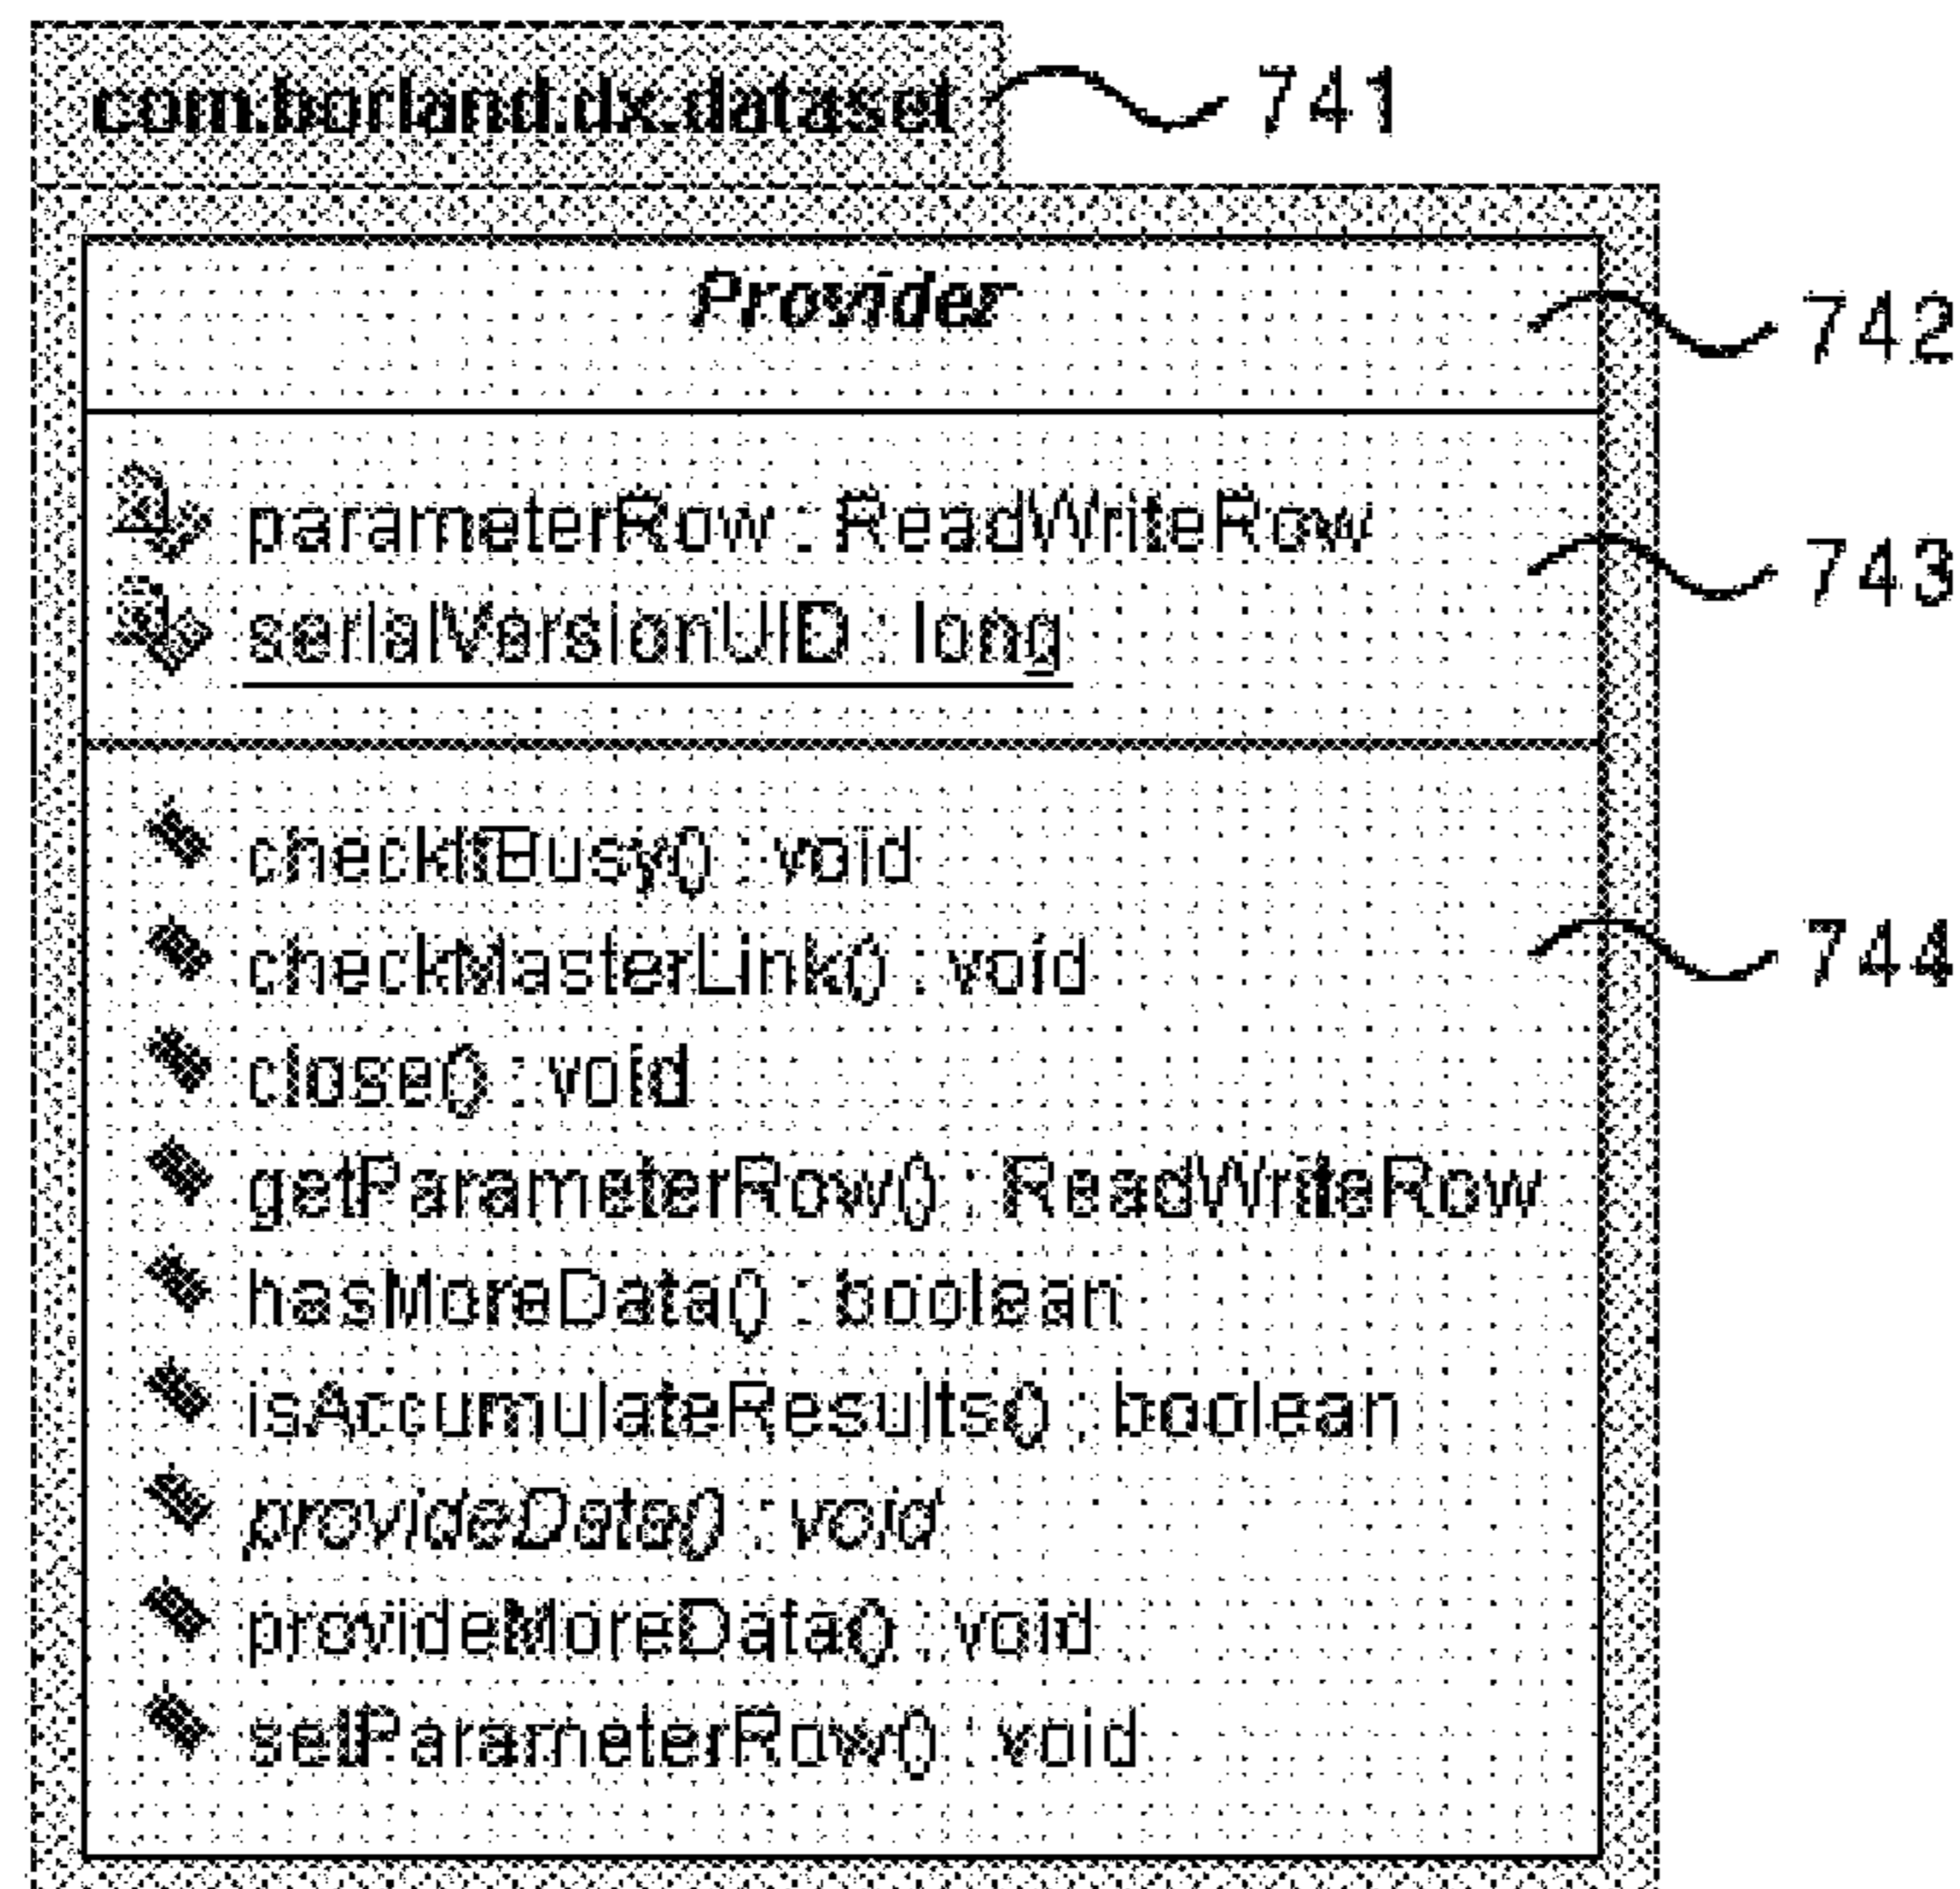 com.borland.dx.dataset 741
Provider 742
parameterRow : ReadWriteRow
743
serialVersionUID : long
checkIfBusy() : void
checkMasterLink() : void 744
close() : void
getParameterRow() : ReadWriteRow
hasMoreData() : boolean
isAccumulateResults() : boolean
provideData() : void
provideMoreData() : void
setParameterRow() : void